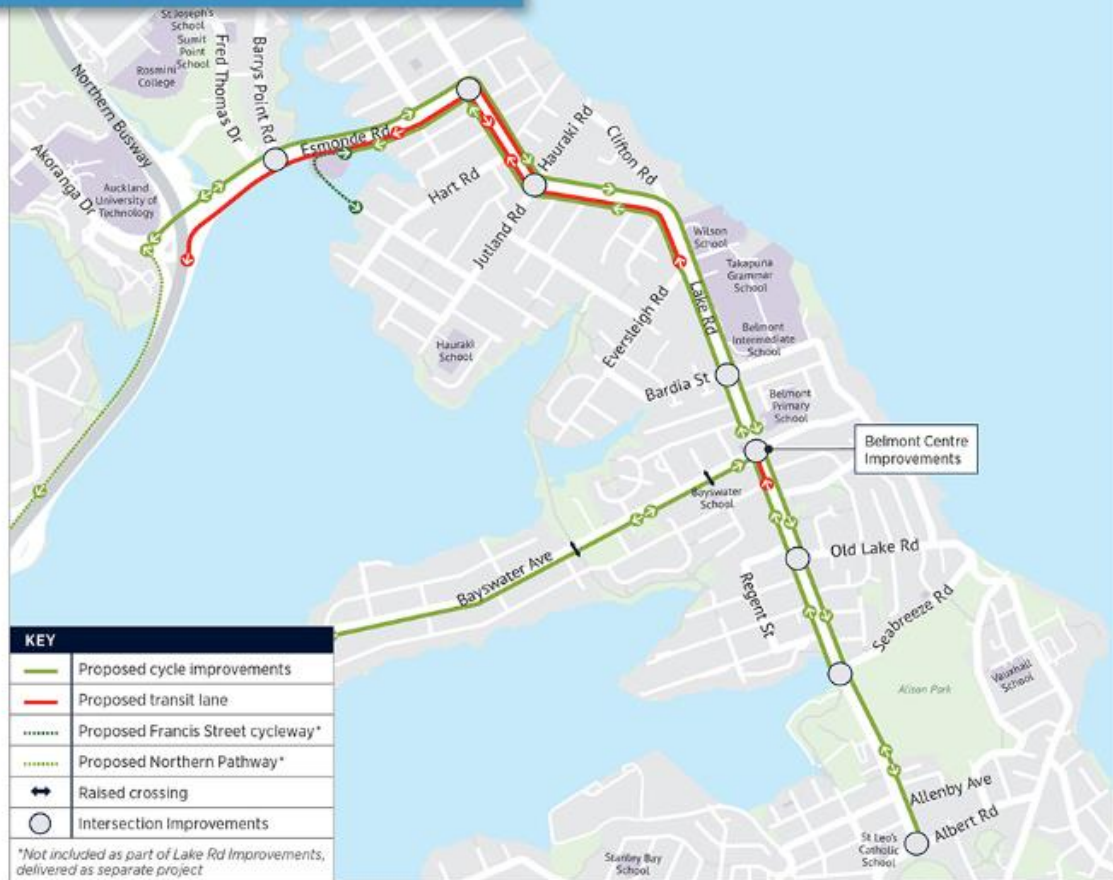 St Joseph's
School
Sumit
Point
School
Rosmini
College
Fred Thomas Dr
Barrys Point Rd
Northern Busway
Akoranga Dr
Auckland
University of
Technology
Esmonde Rd
Hart Rd
Hauraki Rd
Clifton Rd
Jutland Rd
Wilson
School
Takapuna
Grammar
School
Lake Rd
Eversleigh Rd
Belmont
Intermediate
School
Hauraki
School
Bardia St
Belmont
Primary
School
Belmont Centre
Improvements
Bayswater
School
Bayswater Ave
Old Lake Rd
Regent St
Seabreeze Rd
Alison Park
Vauxhall
School
Allenby Ave
Albert Rd
St Leo's
Catholic
School
Stanley Bay
School
KEY
Proposed cycle improvements
Proposed transit lane
Proposed Francis Street cycleway*
Proposed Northern Pathway*
Raised crossing
Intersection Improvements
*Not included as part of Lake Rd Improvements,
delivered as separate project